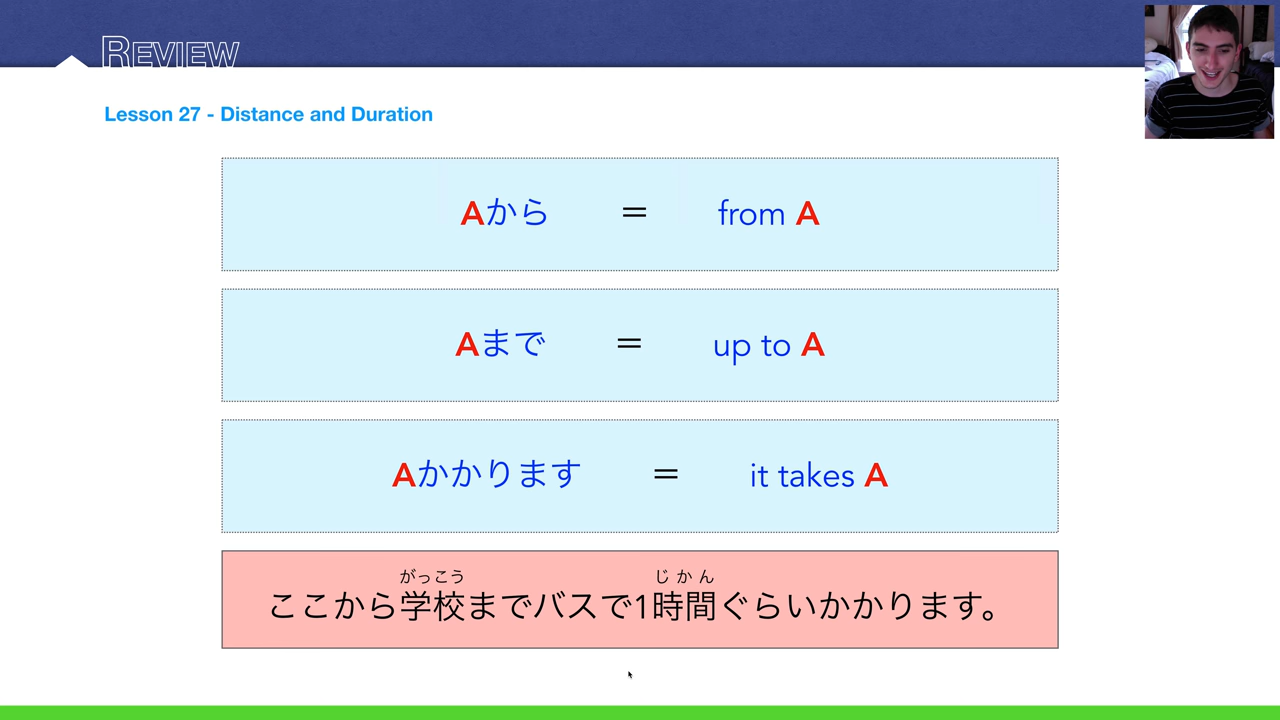 REVIEW
Lesson 27 - Distance and Duration
Aから = from A
Aまで = up to A
Aかかります = it takes A
がっこう じかん
ここから学校までバスで1時間ぐらいかかります。